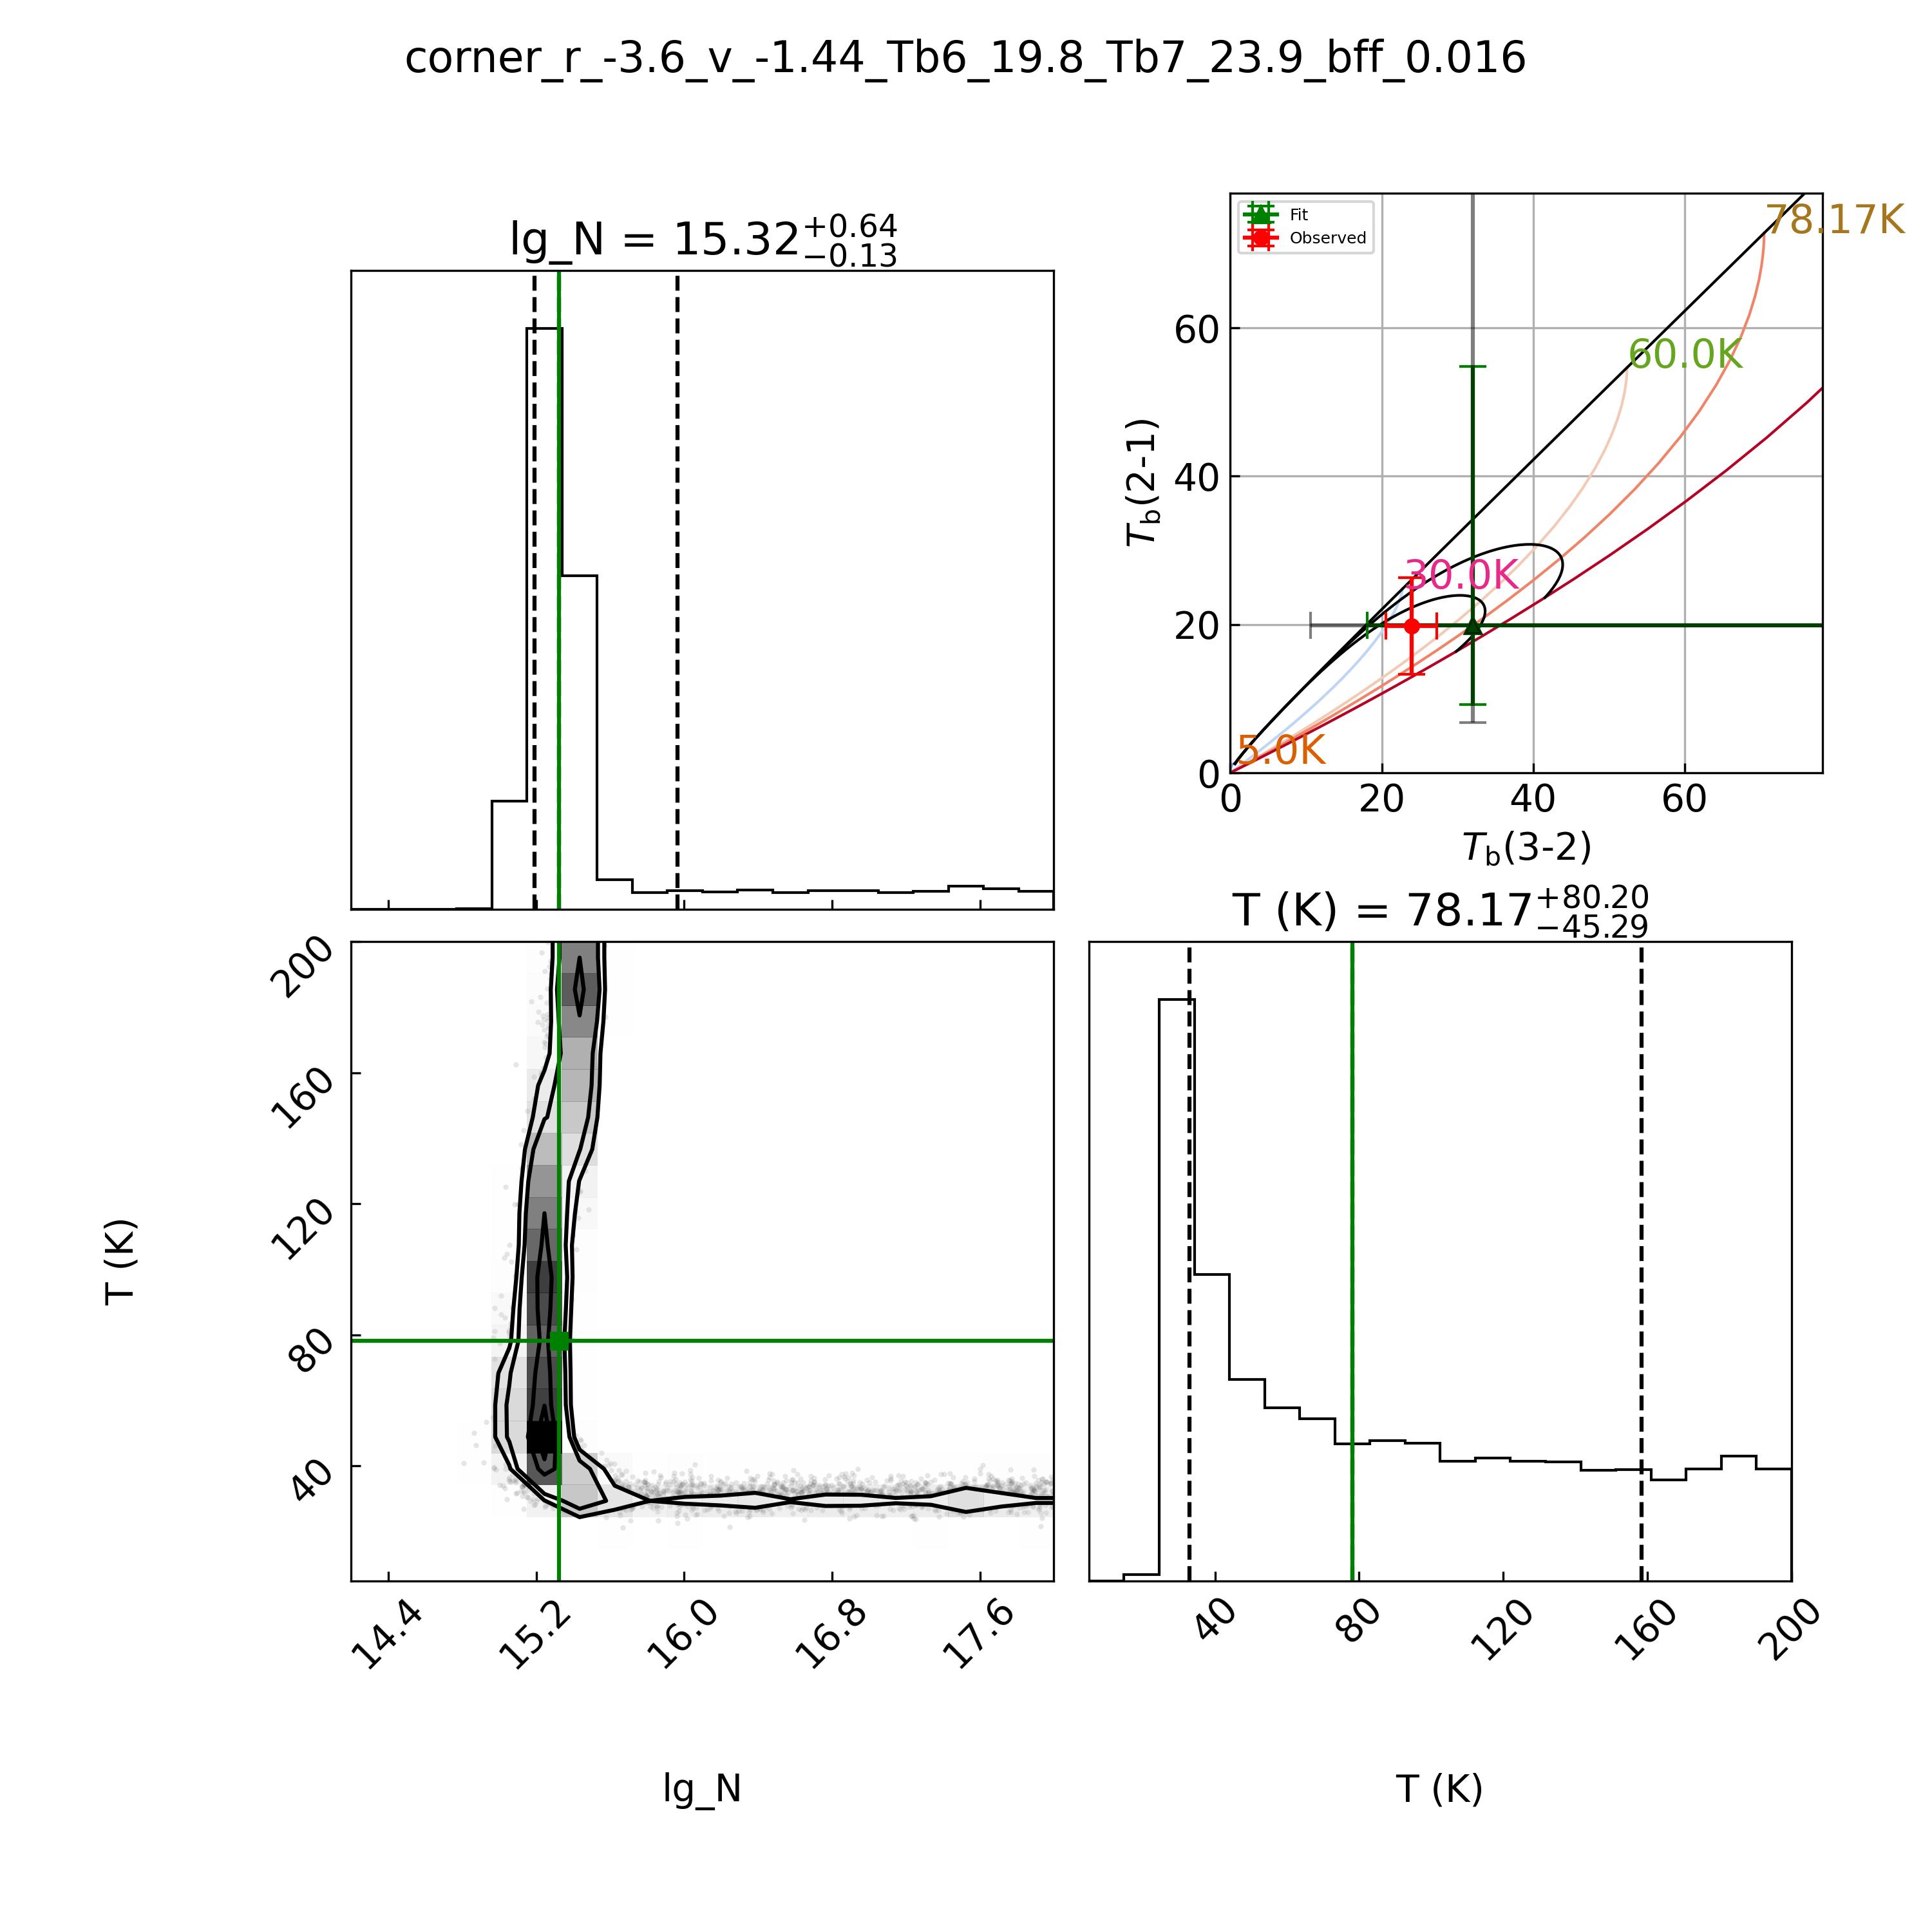 corner_r_-3.6_v_-1.44_Tb6_19.8_Tb7_23.9_bff_0.016
lg_N = 15.32 +0.64 −0.13
Fit
Observed
78.17K
60.0K
30.0K
5.0K
60
40
20
0
T_b(2-1)
0 20 40 60
T_b(3-2)
T (K) = 78.17 +80.20 −45.29
200
160
120
80
40
T (K)
14.4 15.2 16.0 16.8 17.6
lg_N
40 80 120 160 200
T (K)